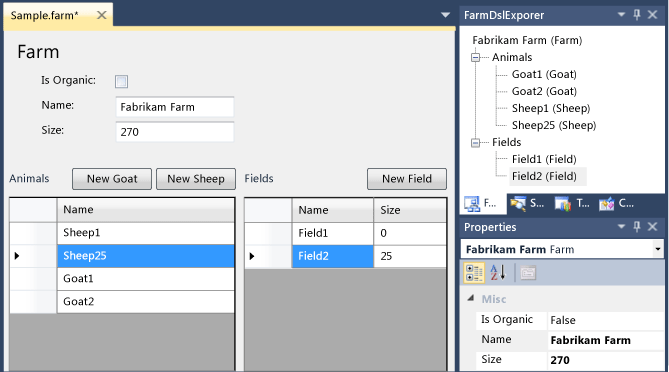 Sample.farm*
Farm
Is Organic:
Name: Fabrikam Farm
Size: 270
Animals New Goat New Sheep
Name
Sheep1
Sheep25
Goat1
Goat2
Fields New Field
Name Size
Field1 0
Field2 25
FarmDslExporer
Fabrikam Farm (Farm)
Animals
Goat1 (Goat)
Goat2 (Goat)
Sheep1 (Sheep)
Sheep25 (Sheep)
Fields
Field1 (Field)
Field2 (Field)
F... S... T... C...
Properties
Fabrikam Farm Farm
A
Z
Misc
Is Organic False
Name Fabrikam Farm
Size 270